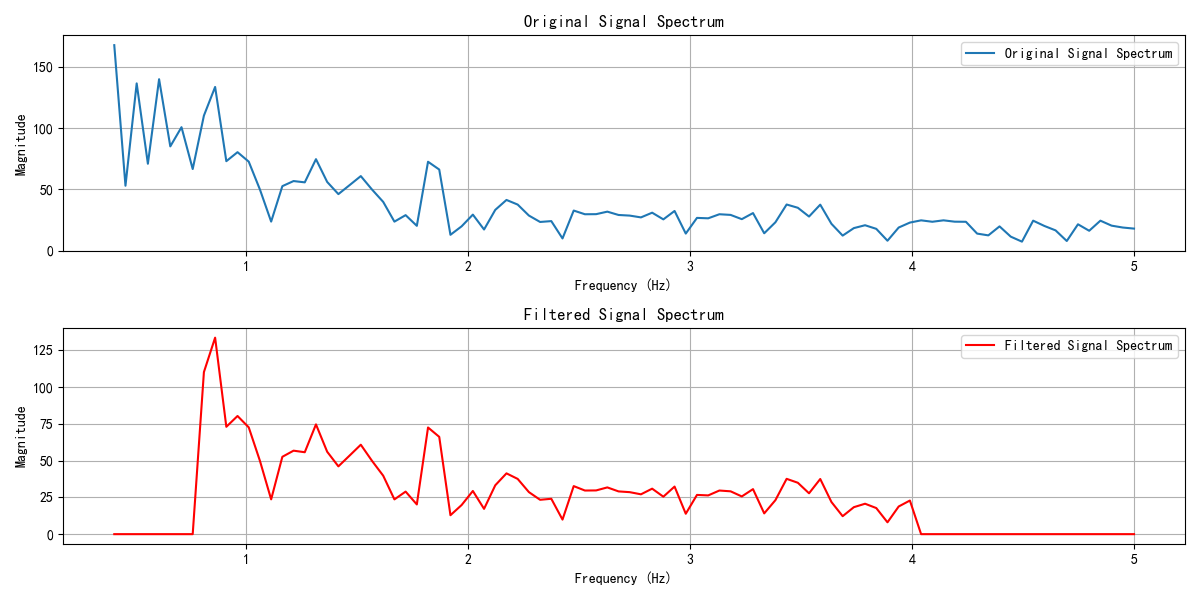 Original Signal Spectrum
Original Signal Spectrum
Magnitude
150
100
50
0
1 2 3 4 5
Frequency (Hz)
Filtered Signal Spectrum
Filtered Signal Spectrum
Magnitude
125
100
75
50
25
0
1 2 3 4 5
Frequency (Hz)